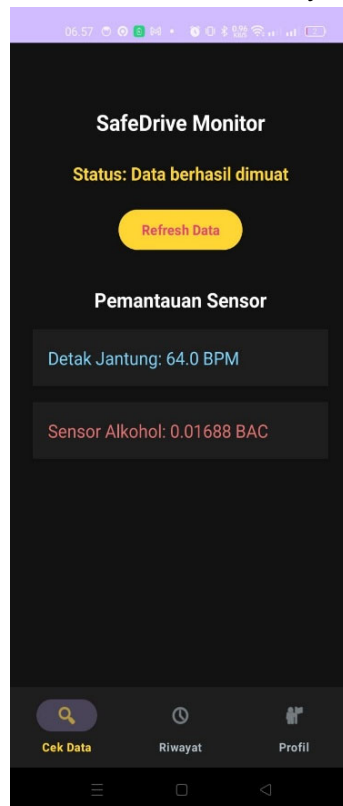 06.57
SafeDrive Monitor
Status: Data berhasil dimuat
Refresh Data
Pemantauan Sensor
Detak Jantung: 64.0 BPM
Sensor Alkohol: 0.01688 BAC
Cek Data
Riwayat
Profil